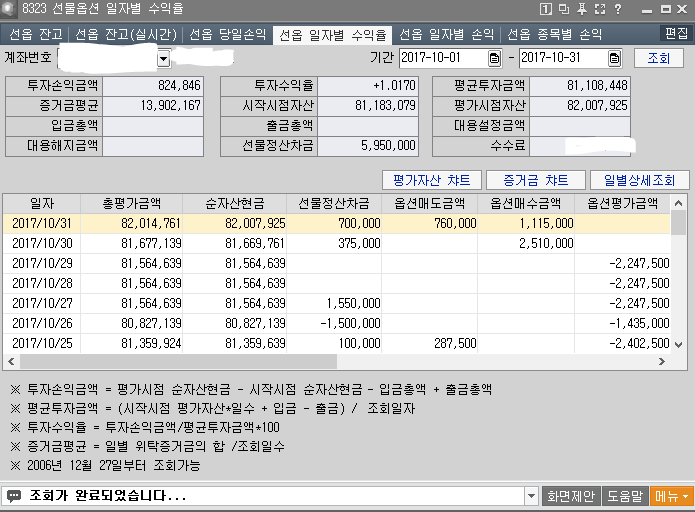 8323 선물옵션 일자별 수익률
선옵 잔고 선옵 잔고(실시간) 선옵 당일손익 선옵 일자별 수익률 선옵 일자별 손익 선옵 종목별 손익 편집
계좌번호 기간 2017-10-01 - 2017-10-31 조회
투자손익금액 824,846 투자수익률 +1.0170 평균투자금액 81,108,448
증거금평균 13,902,167 시작시점자산 81,183,079 평가시점자산 82,007,925
입금총액 출금총액 대용설정금액
대용해지금액 선물정산차금 5,950,000 수수료
평가자산 챠트 증거금 챠트 일별상세조회
일자 총평가금액 순자산현금 선물정산차금 옵션매도금액 옵션매수금액 옵션평가금액
2017/10/31 82,014,761 82,007,925 700,000 760,000 1,115,000
2017/10/30 81,677,139 81,669,761 375,000 2,510,000
2017/10/29 81,564,639 81,564,639 -2,247,500
2017/10/28 81,564,639 81,564,639 -2,247,500
2017/10/27 81,564,639 81,564,639 1,550,000 -2,247,500
2017/10/26 80,827,139 80,827,139 -1,500,000 -1,435,000
2017/10/25 81,359,924 81,359,639 100,000 287,500 -2,402,500
※ 투자손익금액 = 평가시점 순자산현금 - 시작시점 순자산현금 - 입금총액 + 출금총액
※ 평균투자금액 = (시작시점 평가자산*일수 + 입금 - 출금) / 조회일자
※ 투자수익률 = 투자손익금액/평균투자금액*100
※ 증거금평균 = 일별 위탁증거금의 합 /조회일수
※ 2006년 12월 27일부터 조회가능
조회가 완료되었습니다... 화면제안 도움말 메뉴